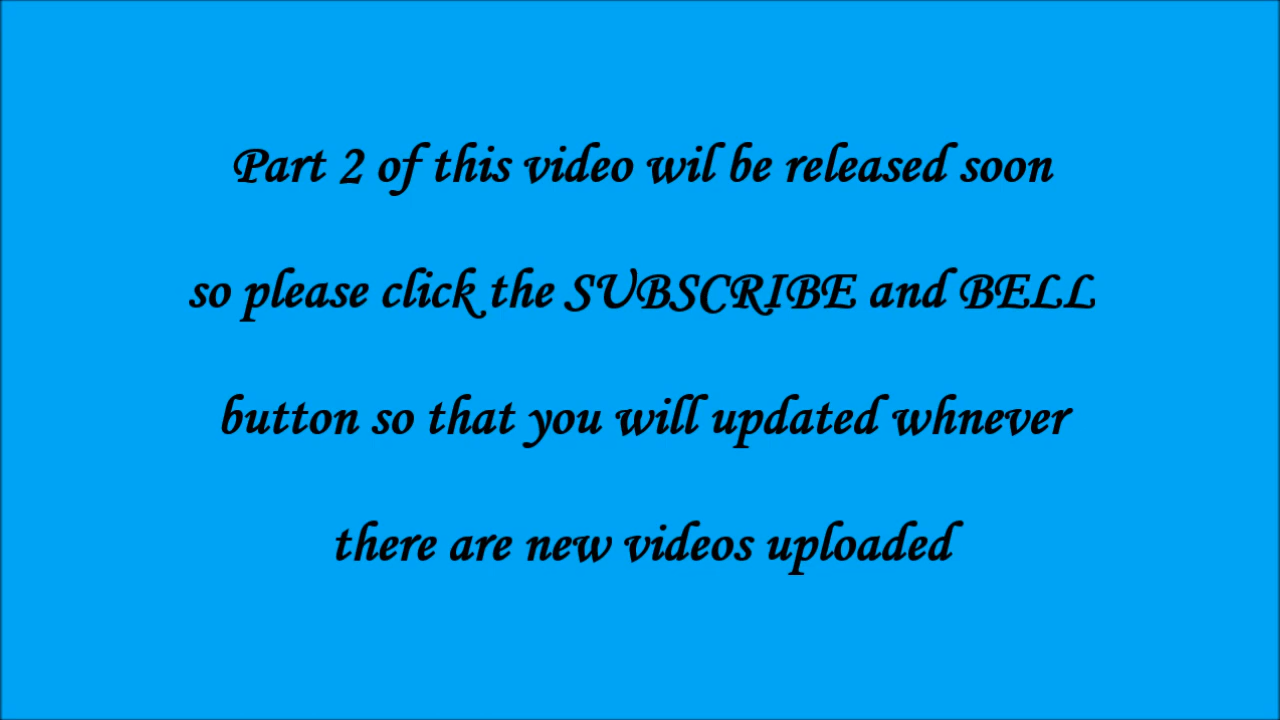 Part 2 of this video wil be released soon
so please click the SUBSCRIBE and BELL
button so that you will updated whnever
there are new videos uploaded